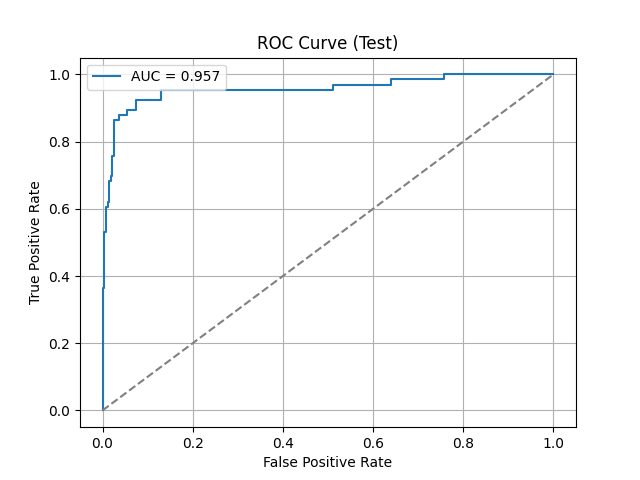 ROC Curve (Test)
AUC = 0.957
1.0
0.8
0.6
0.4
0.2
0.0
True Positive Rate
0.0 0.2 0.4 0.6 0.8 1.0
False Positive Rate